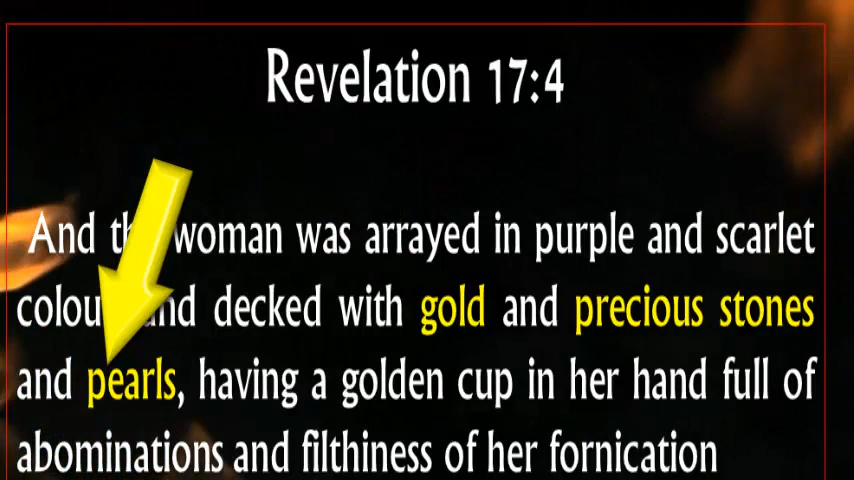 Revelation 17:4
And woman was arrayed in purple and scarlet
decked with gold and precious stones
and pearls, having a golden cup in her hand full of
abominations and filthiness of her fornication